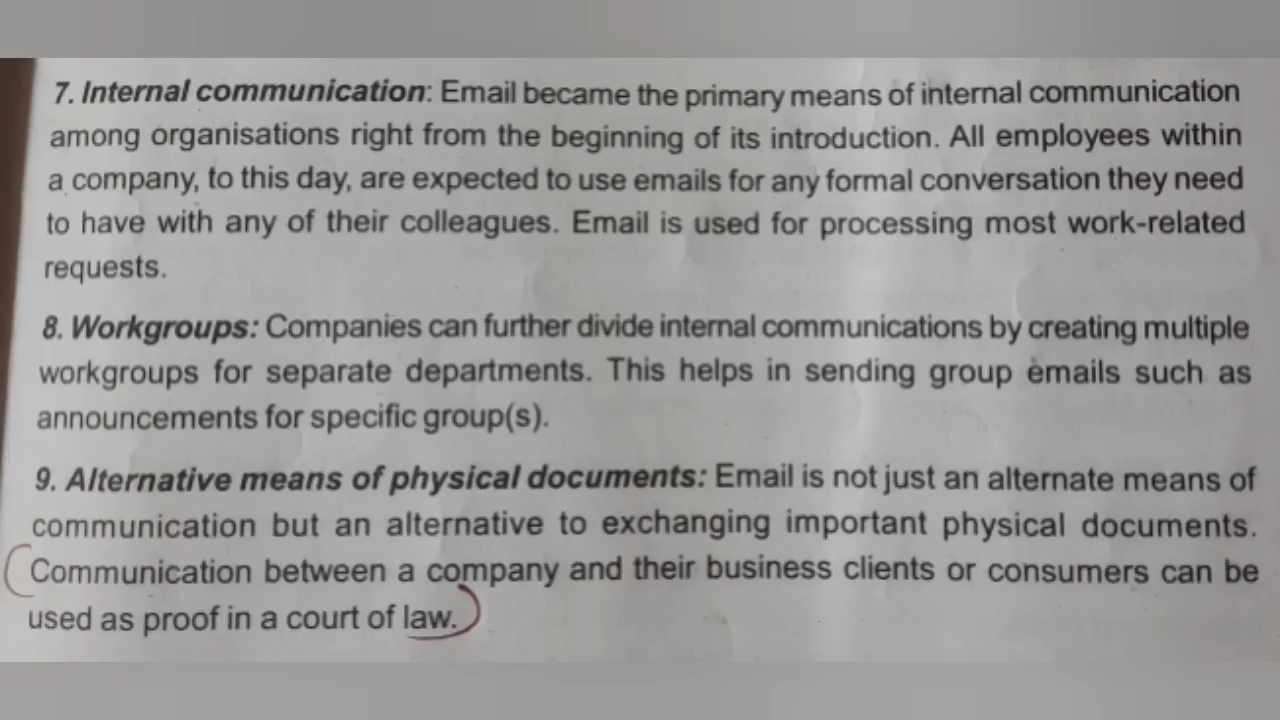 7. Internal communication: Email became the primary means of internal communication
among organisations right from the beginning of its introduction. All employees within
a company, to this day, are expected to use emails for any formal conversation they need
to have with any of their colleagues. Email is used for processing most work-related
requests.
8. Workgroups: Companies can further divide internal communications by creating multiple
workgroups for separate departments. This helps in sending group emails such as
announcements for specific group(s).
9. Alternative means of physical documents: Email is not just an alternate means of
communication but an alternative to exchanging important physical documents.
Communication between a company and their business clients or consumers can be
used as proof in a court of law.